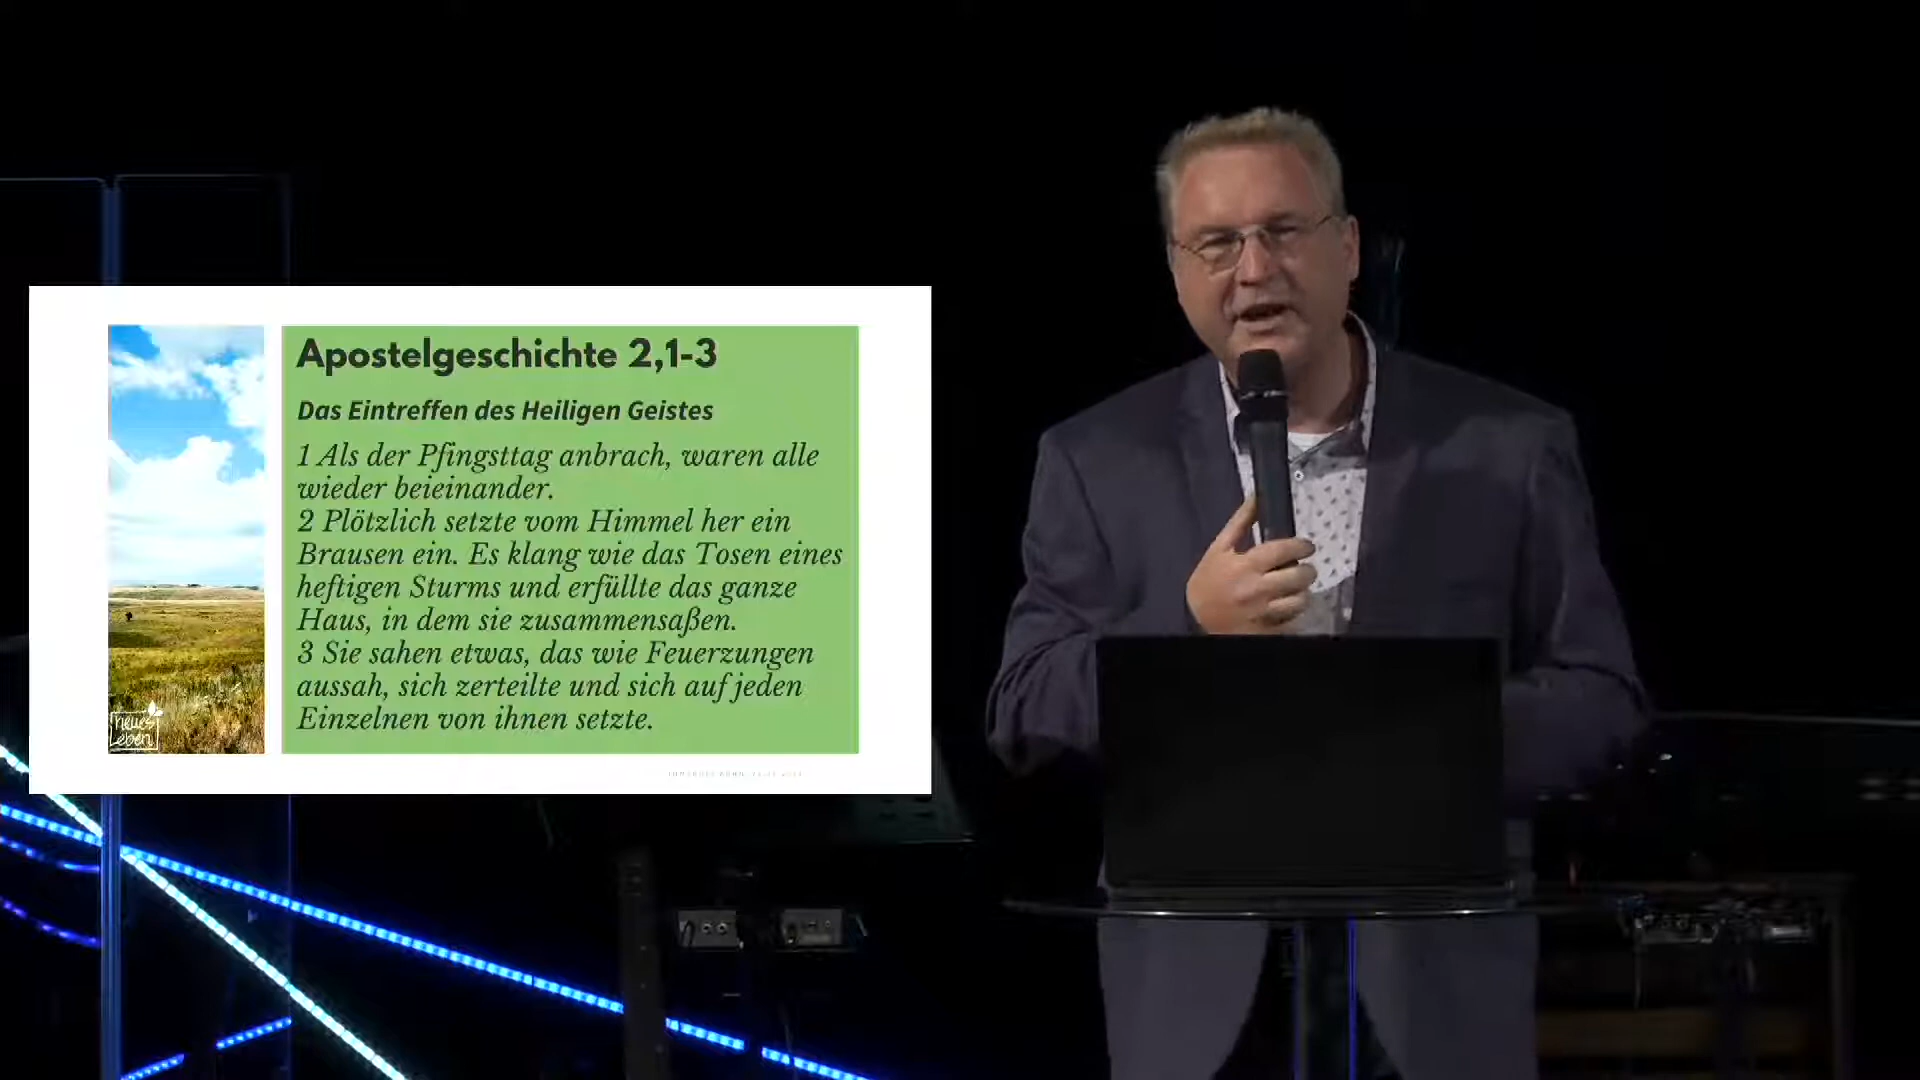 Apostelgeschichte 2,1-3
Das Eintreffen des Heiligen Geistes
1 Als der Pfingsttag anbrach, waren alle
wieder beieinander.
2 Plötzlich setzte vom Himmel her ein
Brausen ein. Es klang wie das Tosen eines
heftigen Sturms und erfüllte das ganze
Haus, in dem sie zusammensaßen.
3 Sie sahen etwas, das wie Feuerzungen
aussah, sich zerteilte und sich auf jeden
Einzelnen von ihnen setzte.
neues
leben